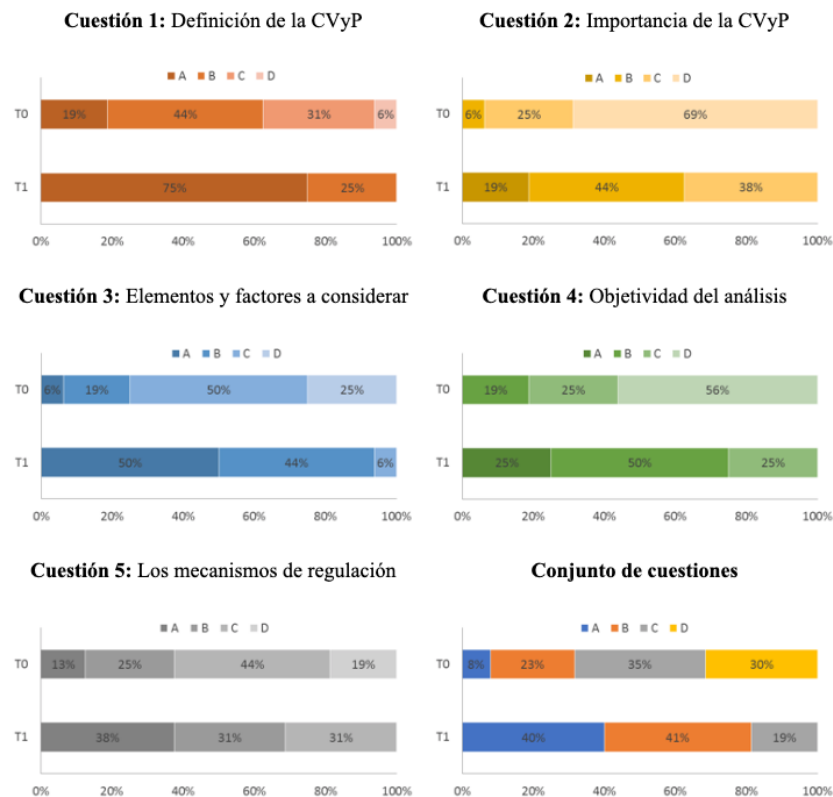 Cuestión 1: Definición de la CVyP
A B C D
T0 19% 44% 31% 6%
T1 75% 25%
0% 20% 40% 60% 80% 100%
Cuestión 2: Importancia de la CVyP
A B C D
T0 6% 25% 69%
T1 19% 44% 38%
0% 20% 40% 60% 80% 100%
Cuestión 3: Elementos y factores a considerar
A B C D
T0 6% 19% 50% 25%
T1 50% 44% 6%
0% 20% 40% 60% 80% 100%
Cuestión 4: Objetividad del análisis
A B C D
T0 19% 25% 56%
T1 25% 50% 25%
0% 20% 40% 60% 80% 100%
Cuestión 5: Los mecanismos de regulación
A B C D
T0 13% 25% 44% 19%
T1 38% 31% 31%
0% 20% 40% 60% 80% 100%
Conjunto de cuestiones
A B C D
T0 8% 23% 35% 30%
T1 40% 41% 19%
0% 20% 40% 60% 80% 100%